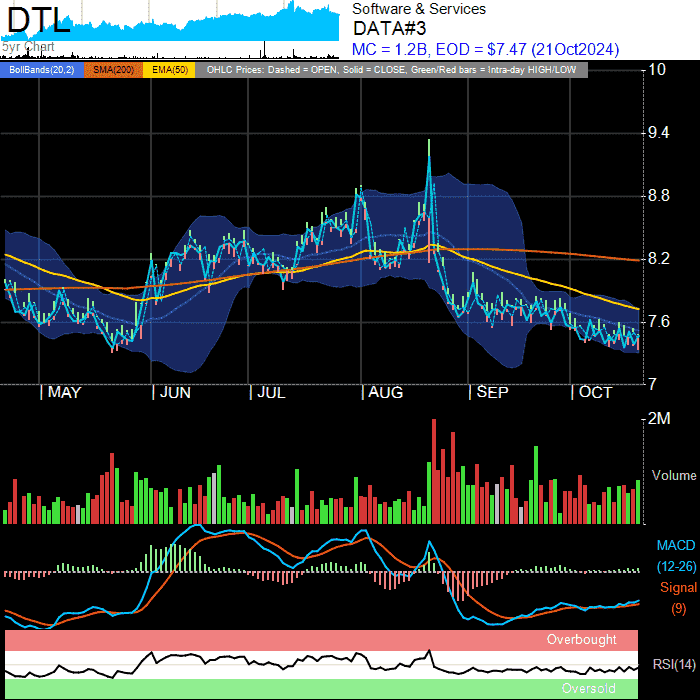 DTL
5yr Chart
Software & Services
DATA#3
MC = 1.2B, EOD = $7.47 (21Oct2024)
BollBands(20,2) SMA(200) EMA(50) OHLC Prices: Dashed = OPEN, Solid = CLOSE, Green/Red bars = Intra-day HIGH/LOW
10
9.4
8.8
8.2
7.6
7
MAY JUN JUL AUG SEP OCT
2M
Volume
MACD
(12-26)
Signal
(9)
Overbought
RSI(14)
Oversold